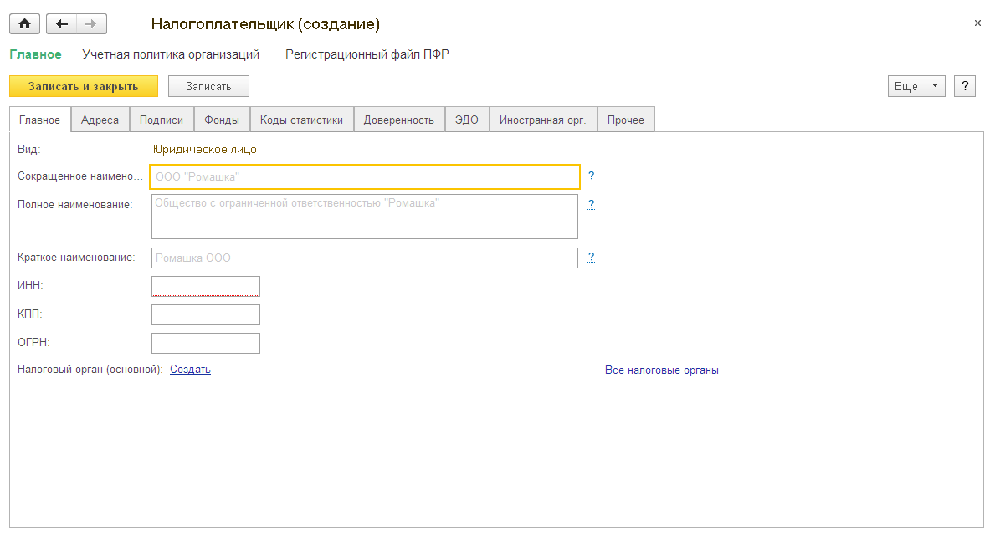 Налогоплательщик (создание)
×
Главное Учетная политика организаций Регистрационный файл ПФР
Записать и закрыть Записать Еще ?
Главное Адреса Подписи Фонды Коды статистики Доверенность ЭДО Иностранная орг. Прочее
Вид: Юридическое лицо
Сокращенное наимено... ООО "Ромашка" ?
Полное наименование: Общество с ограниченной ответственностью "Ромашка" ?
Краткое наименование: Ромашка ООО ?
ИНН:
КПП:
ОГРН:
Налоговый орган (основной): Создать Все налоговые органы